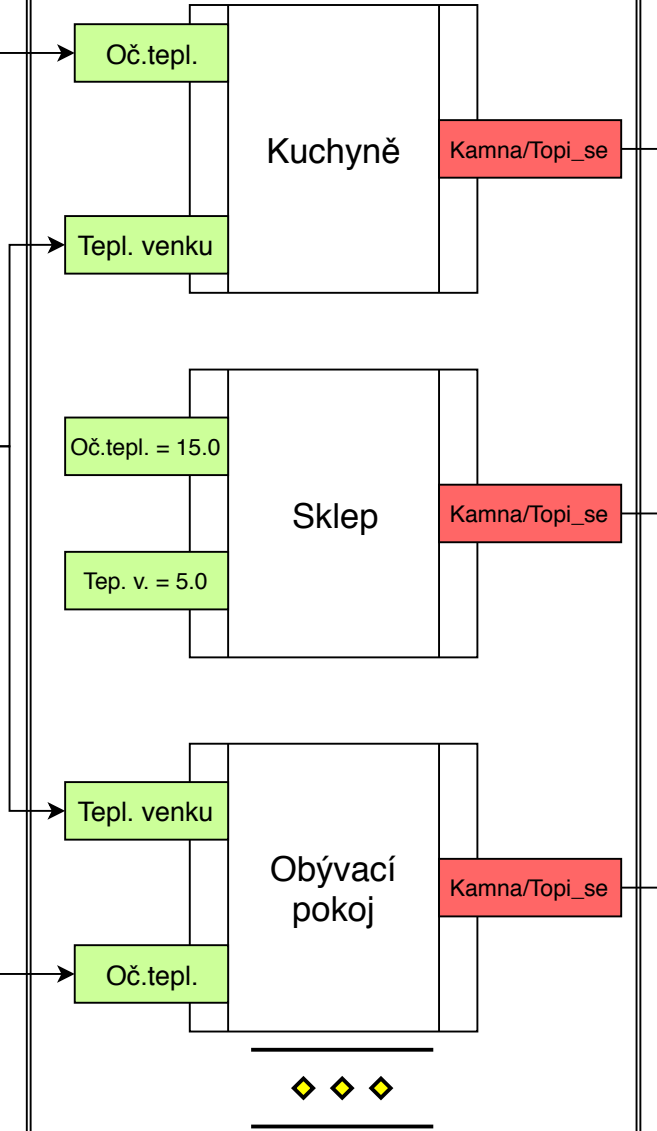 Oč.tepl.
Kuchyně
Kamna/Topi_se
Tepl. venku
Oč.tepl. = 15.0
Sklep
Kamna/Topi_se
Tep. v. = 5.0
Tepl. venku
Obývací
pokoj
Kamna/Topi_se
Oč.tepl.